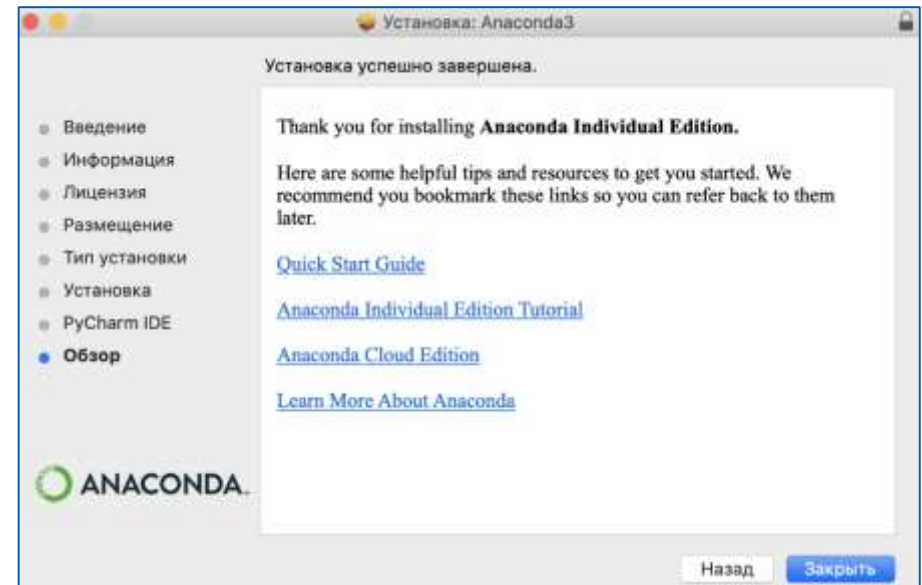 Установка: Anaconda3
Установка успешно завершена.
Введение
Информация
Лицензия
Размещение
Тип установки
Установка
PyCharm IDE
Обзор
Thank you for installing Anaconda Individual Edition.
Here are some helpful tips and resources to get you started. We
recommend you bookmark these links so you can refer back to them
later.
Quick Start Guide
Anaconda Individual Edition Tutorial
Anaconda Cloud Edition
Learn More About Anaconda
ANACONDA.
Назад
Закрыть